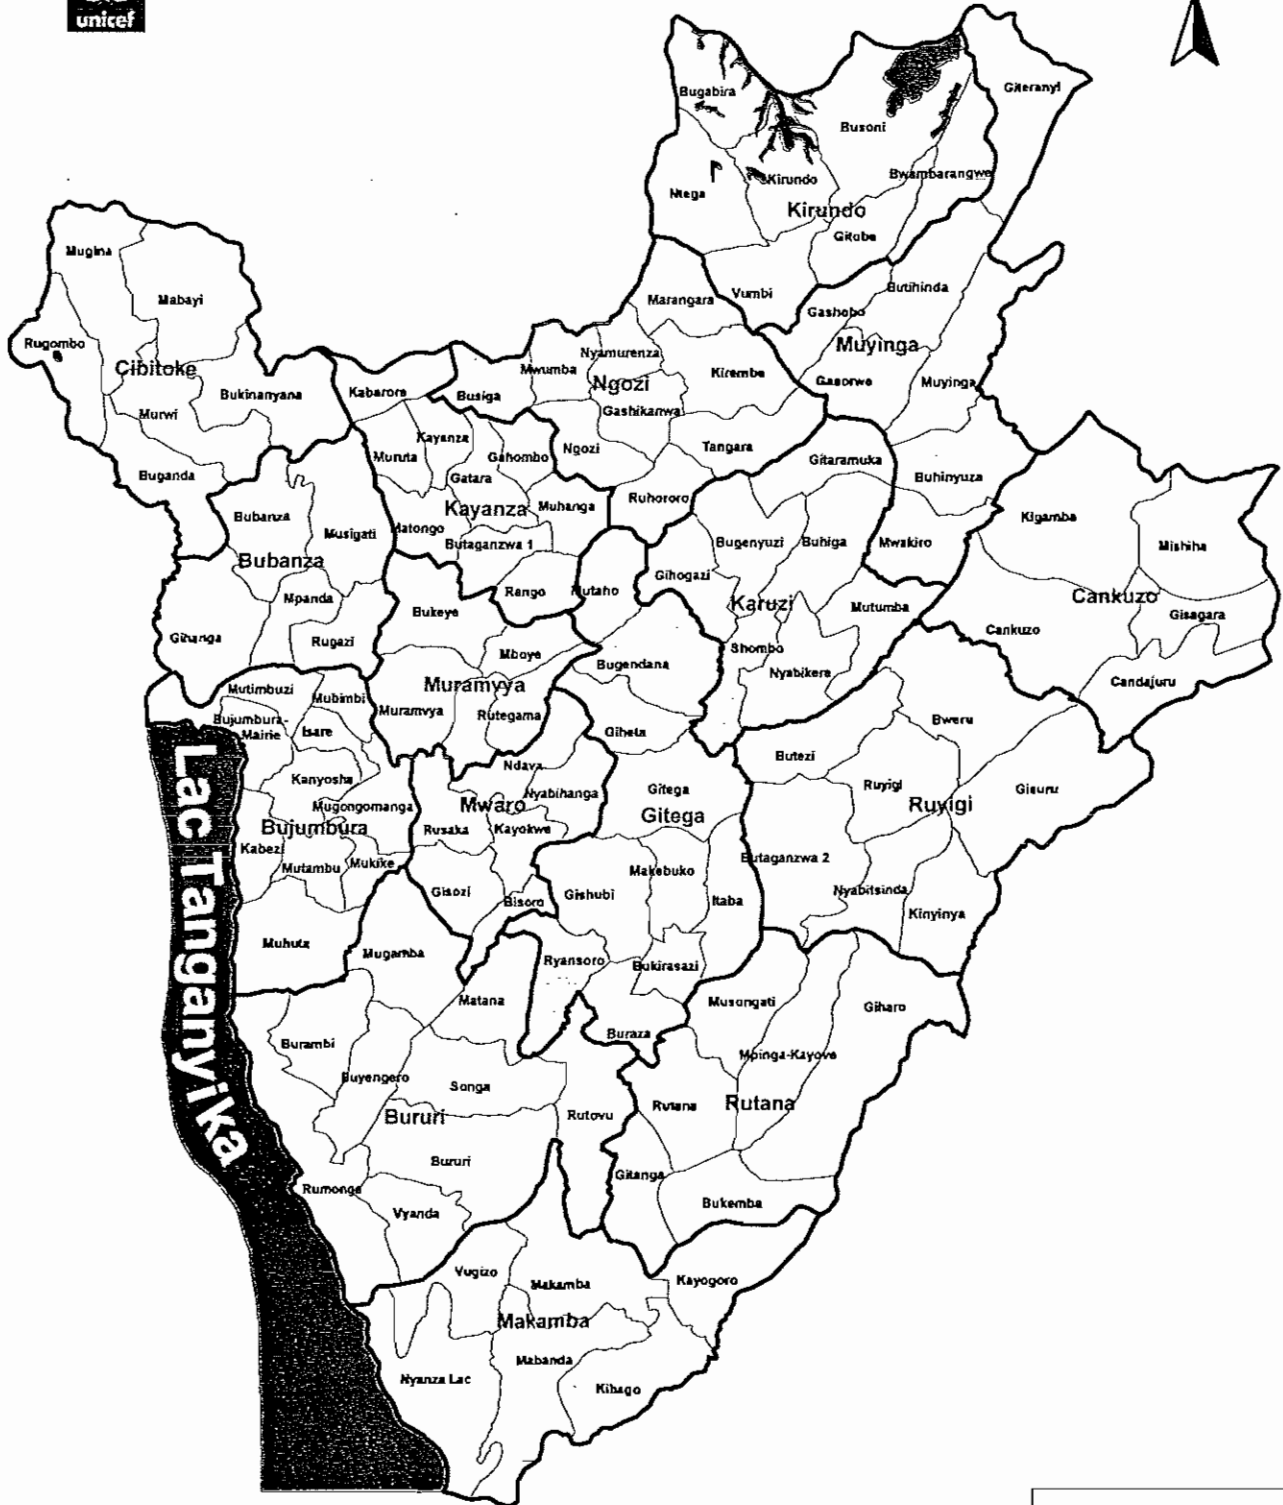 unicef
Bugabira
Giteranyi
Busoni
Ntega
Kirundo
Bwambarangwe
Kirundo
Gitobe
Mugina
Mabayi
Marangara
Vumbi
Butihinda
Gashoho
Rugombo
Cibitoke
Nyamurenza
Muyinga
Mwumba
Ngozi
Kiremba
Gasorwe
Muyinga
Bukinanyana
Kabarore
Busiga
Gashikanwa
Murwi
Kayanza
Gahombo
Ngozi
Tangara
Muruta
Gitaramuka
Buganda
Gatara
Buhinyuza
Ruhororo
Kayanza
Muhanga
Bubanza
Musigati
Matongo
Butaganzwa 1
Bugenyuzi
Buhiga
Mwakiro
Kigamba
Mishiha
Bubanza
Gihogazi
Mpanda
Rango
Mutaho
Karuzi
Mutumba
Cankuzo
Gisagara
Bukeye
Gihanga
Rugazi
Mboye
Shombo
Cankuzo
Bugendana
Nyabikere
Muramvya
Candajuru
Mutimbuzi
Mubimbi
Muramvya
Rutegama
Bweru
Bujumbura-
Mairie
Isare
Giheta
Butezi
Ndava
Kanyosha
Nyabihanga
Gitega
Ruyigi
Gisuru
Mugongomanga
Mwaro
Gitega
Ruyigi
Bujumbura
Rusaka
Kayokwe
Kabezi
Mutambu
Mukike
Makebuko
Butaganzwa 2
Gisozi
Bisoro
Gishubi
Itaba
Nyabitsinda
Kinyinya
Muhuta
Mugamba
Ryansoro
Bukirasazi
Lac Tanganyika
Matana
Musongati
Giharo
Burambi
Buraza
Mpinga-Kayove
Buyengero
Songa
Rutana
Rutana
Bururi
Rutovu
Bururi
Gitanga
Rumonge
Bukemba
Vyanda
Vugizo
Makamba
Kayogoro
Makamba
Mabanda
Nyanza Lac
Kibago